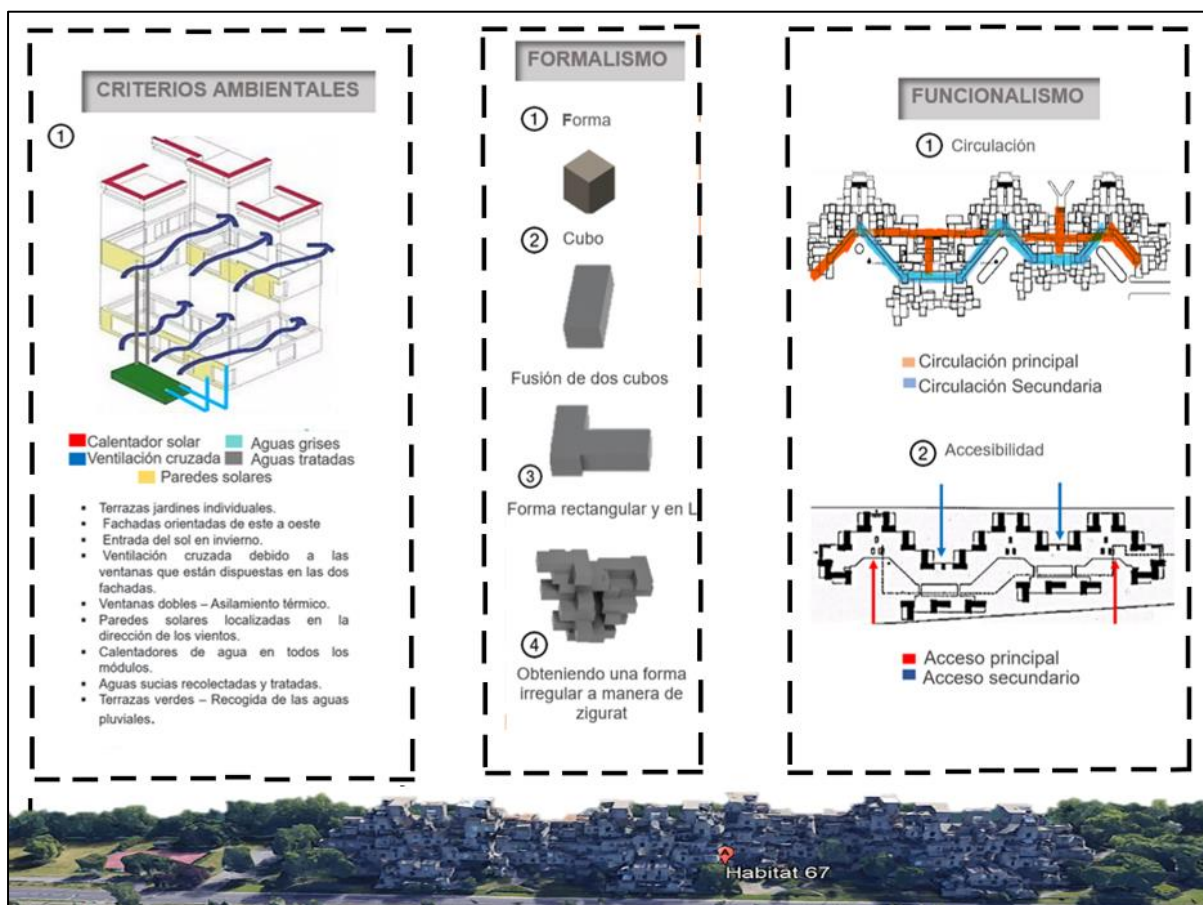 CRITERIOS AMBIENTALES
1
Calentador solar
Aguas grises
Ventilación cruzada
Aguas tratadas
Paredes solares
▪ Terrazas jardines individuales.
▪ Fachadas orientadas de este a oeste
▪ Entrada del sol en invierno.
▪ Ventilación cruzada debido a las
ventanas que están dispuestas en las dos
fachadas.
▪ Ventanas dobles – Asilamiento térmico.
▪ Paredes solares localizadas en la
dirección de los vientos.
▪ Calentadores de agua en todos los
módulos.
▪ Aguas sucias recolectadas y tratadas.
▪ Terrazas verdes – Recogída de las aguas
pluviales.
FORMALISMO
1 Forma
2 Cubo
Fusión de dos cubos
3
Forma rectangular y en L
4
Obteniendo una forma
irregular a manera de
zigurat
FUNCIONALISMO
1 Circulación
Circulación principal
Circulación Secundaria
2 Accesibilidad
Acceso principal
Acceso secundario
Habitat 67